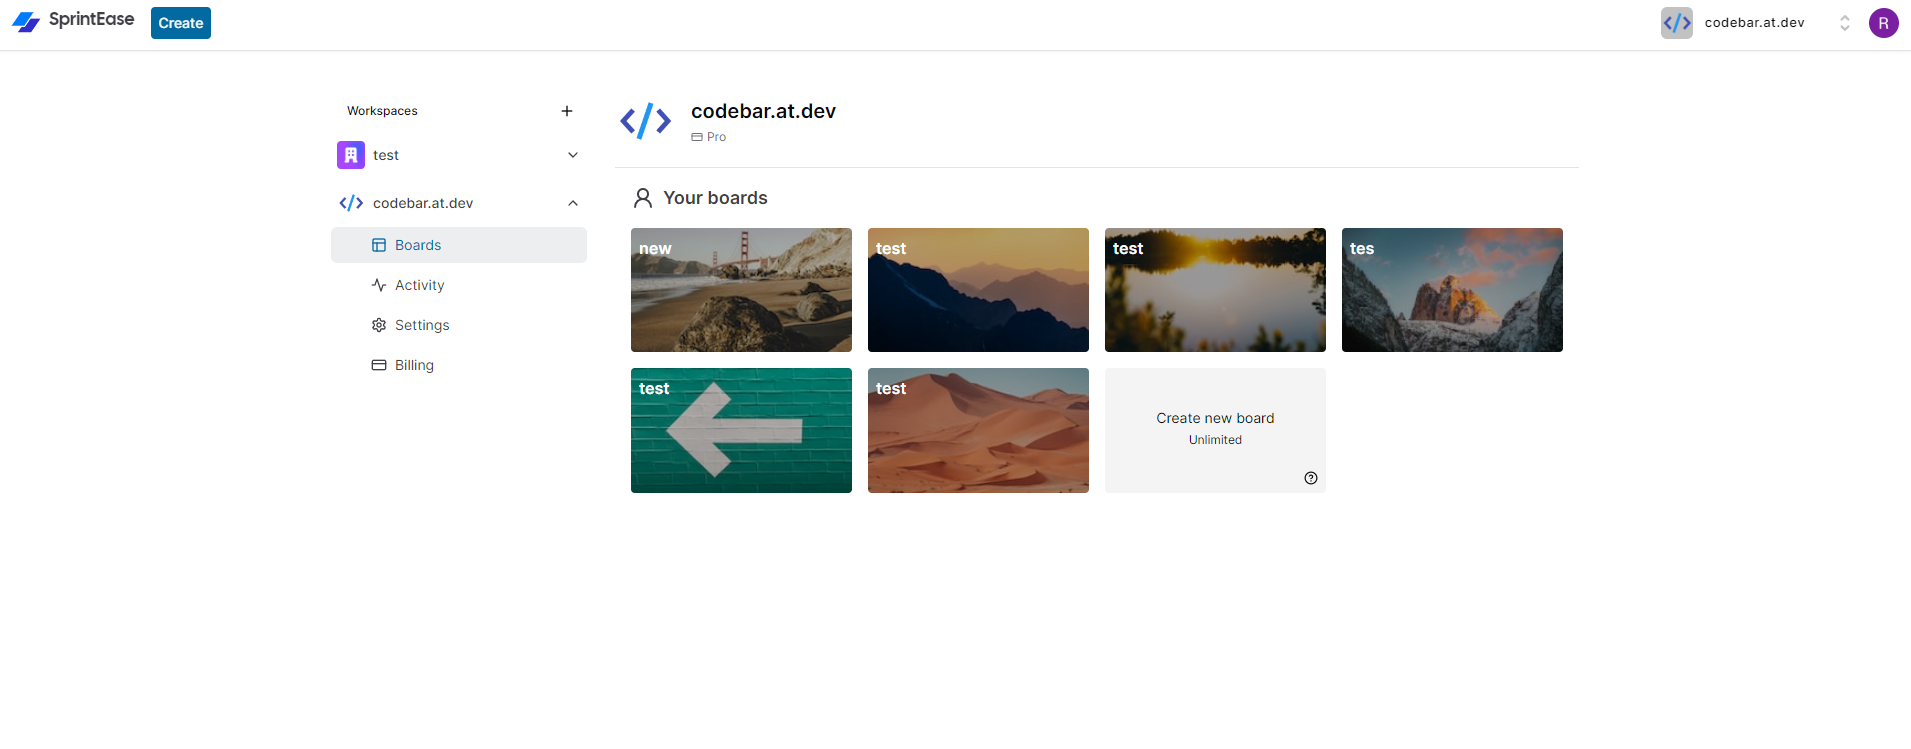 SprintEase
Create
codebar.at.dev
R
Workspaces
test
codebar.at.dev
Boards
Activity
Settings
Billing
codebar.at.dev
Pro
Your boards
new
test
test
tes
test
test
Create new board
Unlimited